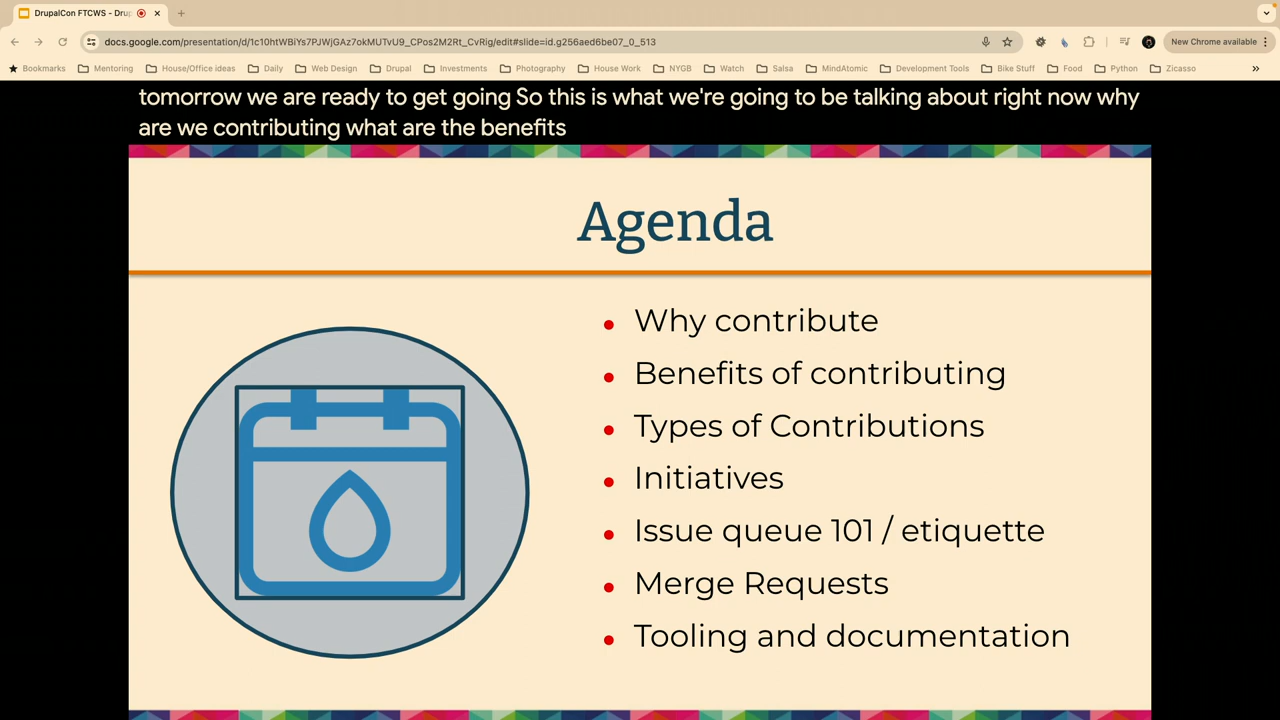 DrupalCon FTCWS - Drup
docs.google.com/presentation/d/1c10htWBiYs7PJWjGAz7okMUTvU9_CPos2M2Rt_CvRig/edit#slide=id.g256aed6be07_0_513
New Chrome available
Bookmarks Mentoring House/Office ideas Daily Web Design Drupal Investments Photography House Work NYGB Watch Salsa MindAtomic Development Tools Bike Stuff Food Python Zicasso
tomorrow we are ready to get going So this is what we're going to be talking about right now why
are we contributing what are the benefits
Agenda
Why contribute
Benefits of contributing
Types of Contributions
Initiatives
Issue queue 101 / etiquette
Merge Requests
Tooling and documentation